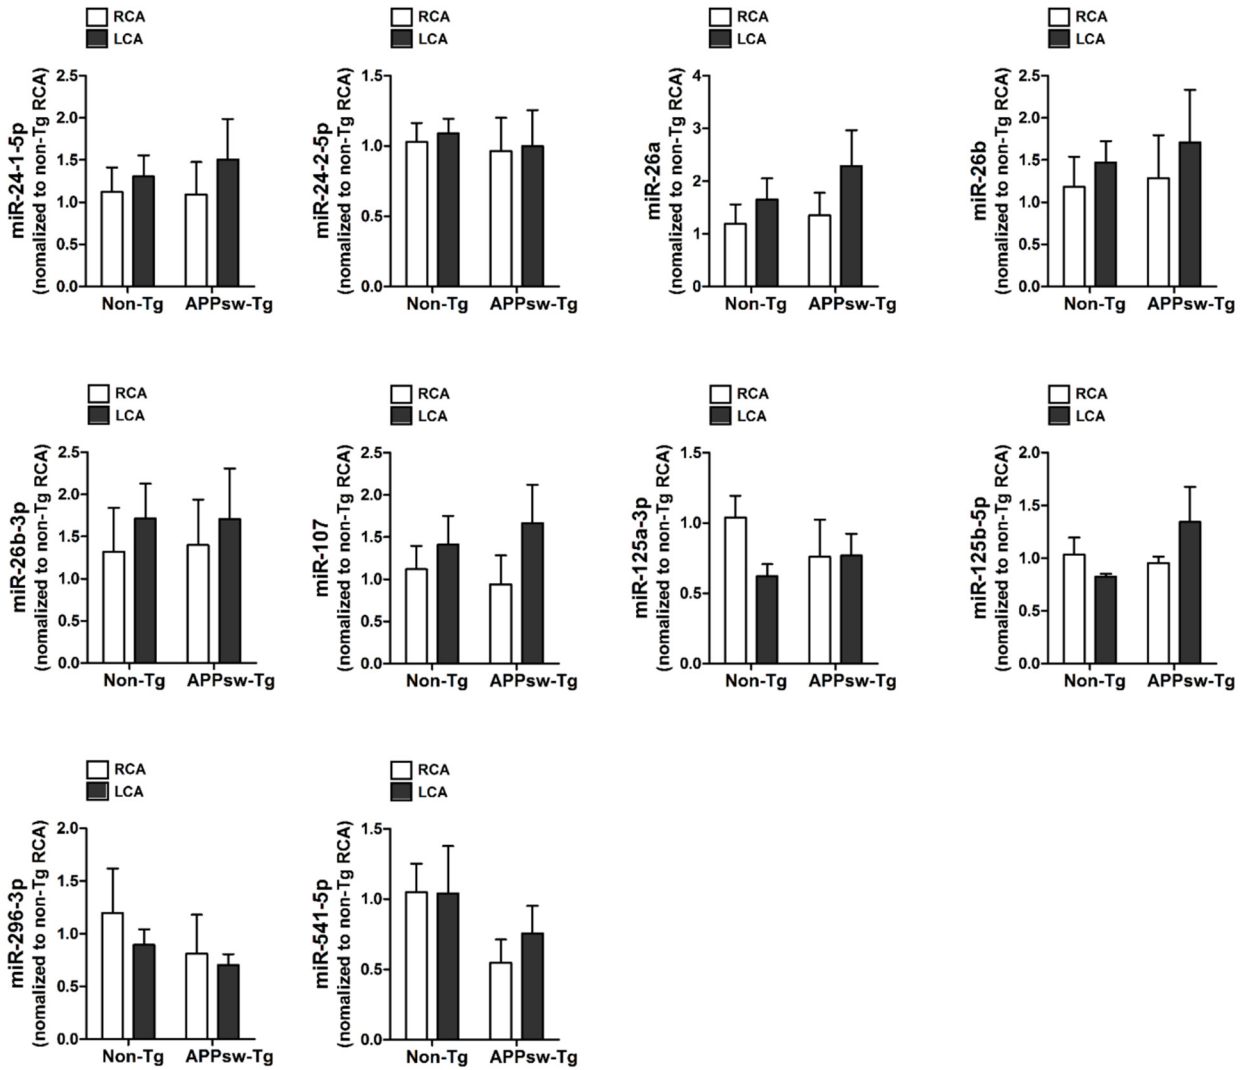 RCA
LCA
miR-24-1-5p
(nomalized to non-Tg RCA)
2.5
2.0
1.5
1.0
0.5
0.0
Non-Tg APPsw-Tg
RCA
LCA
miR-24-2-5p
(nomalized to non-Tg RCA)
1.5
1.0
0.5
0.0
Non-Tg APPsw-Tg
RCA
LCA
miR-26a
(nomalized to non-Tg RCA)
4
3
2
1
0
Non-Tg APPsw-Tg
RCA
LCA
miR-26b
(nomalized to non-Tg RCA)
2.5
2.0
1.5
1.0
0.5
0.0
Non-Tg APPsw-Tg
RCA
LCA
miR-26b-3p
(nomalized to non-Tg RCA)
2.5
2.0
1.5
1.0
0.5
0.0
Non-Tg APPsw-Tg
RCA
LCA
miR-107
(nomalized to non-Tg RCA)
2.5
2.0
1.5
1.0
0.5
0.0
Non-Tg APPsw-Tg
RCA
LCA
miR-125a-3p
(nomalized to non-Tg RCA)
1.5
1.0
0.5
0.0
Non-Tg APPsw-Tg
RCA
LCA
miR-125b-5p
(nomalized to non-Tg RCA)
2.0
1.5
1.0
0.5
0.0
Non-Tg APPsw-Tg
RCA
LCA
miR-296-3p
(nomalized to non-Tg RCA)
2.0
1.5
1.0
0.5
0.0
Non-Tg APPsw-Tg
RCA
LCA
miR-541-5p
(nomalized to non-Tg RCA)
1.5
1.0
0.5
0.0
Non-Tg APPsw-Tg